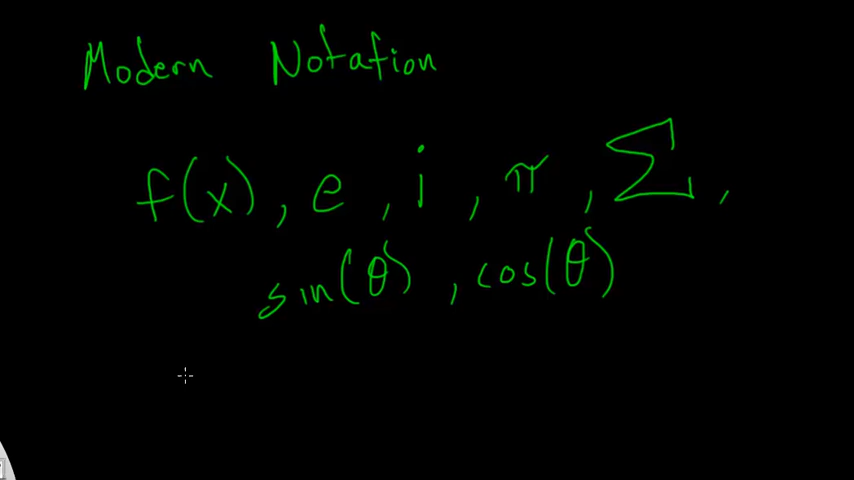 Modern Notation
f(x), e, i, π, Σ,
sin(θ), cos(θ)